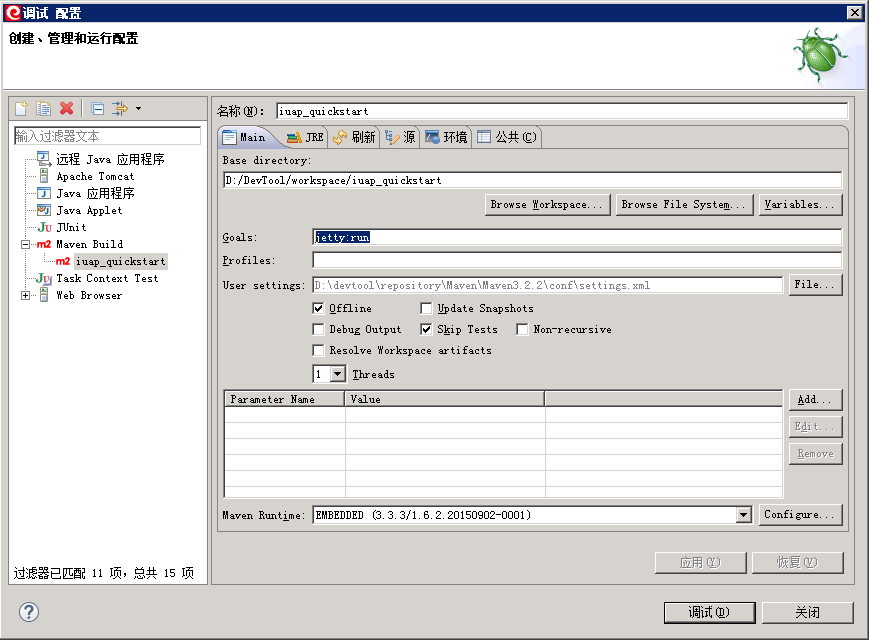 调试 配置
创建、管理和运行配置
输入过滤器文本
远程 Java 应用程序
Apache Tomcat
Java 应用程序
Java Applet
JUnit
Maven Build
iuap_quickstart
Task Context Test
Web Browser
过滤器已匹配 11 项，总共 15 项
名称(N)： iuap_quickstart
Main JRE 刷新 源 环境 公共(C)
Base directory:
D:/DevTool/workspace/iuap_quickstart
Browse Workspace... Browse File System... Variables...
Goals: jetty:run
Profiles:
User settings: D:\devtool\repository\Maven\Maven3.2.2\conf\settings.xml File...
Offline Update Snapshots
Debug Output Skip Tests Non-recursive
Resolve Workspace artifacts
1 Threads
Parameter Name Value Add...
Edit...
Remove
Maven Runtime: EMBEDDED (3.3.3/1.6.2.20150902-0001) Configure...
应用(Y) 恢复(V)
调试(D) 关闭